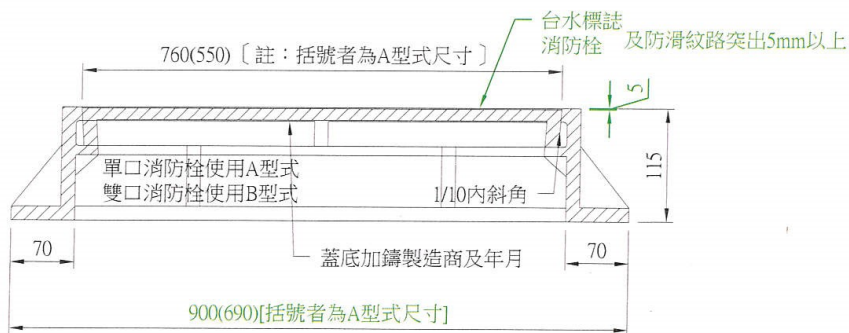 台水標誌
消防栓 及防滑紋路突出5mm以上
760(550)〔註：括號者為A型式尺寸〕
5
115
單口消防栓使用A型式
雙口消防栓使用B型式
1/10內斜角
70
蓋底加鑄製造商及年月
70
900(690)[括號者為A型式尺寸]